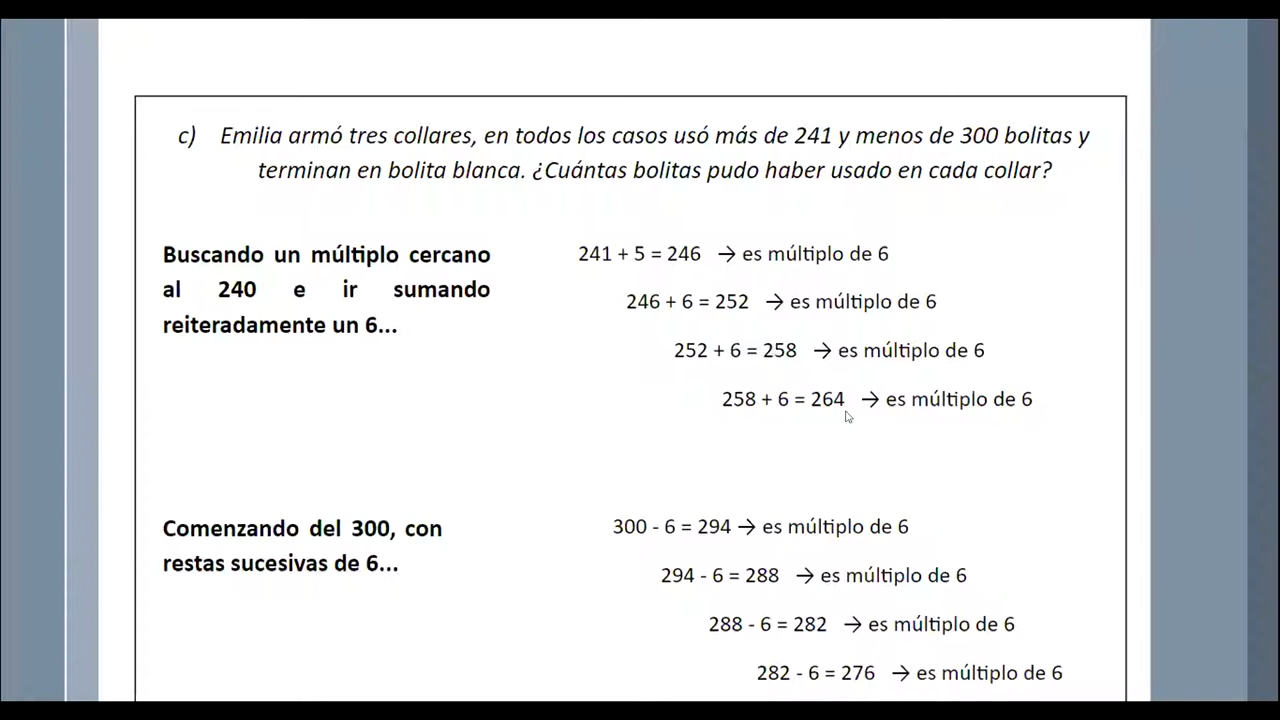 c) Emilia armó tres collares, en todos los casos usó más de 241 y menos de 300 bolitas y
terminan en bolita blanca. ¿Cuántas bolitas pudo haber usado en cada collar?
Buscando un múltiplo cercano
al 240 e ir sumando
reiteradamente un 6...
241 + 5 = 246 → es múltiplo de 6
246 + 6 = 252 → es múltiplo de 6
252 + 6 = 258 → es múltiplo de 6
258 + 6 = 264 → es múltiplo de 6
Comenzando del 300, con
restas sucesivas de 6...
300 - 6 = 294 → es múltiplo de 6
294 - 6 = 288 → es múltiplo de 6
288 - 6 = 282 → es múltiplo de 6
282 - 6 = 276 → es múltiplo de 6